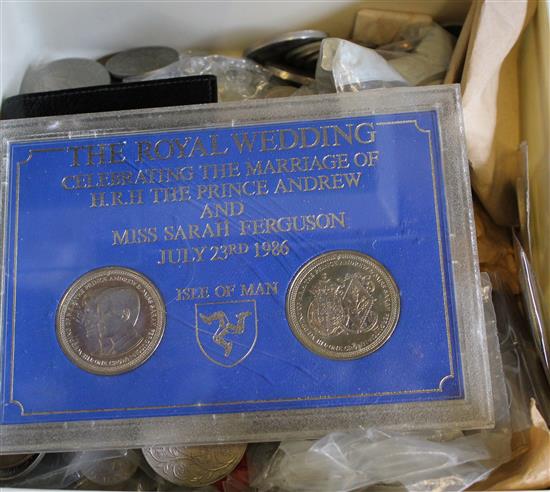 THE ROYAL WEDDING
CELEBRATING THE MARRIAGE OF
H.R.H THE PRINCE ANDREW
AND
MISS SARAH FERGUSON
JULY 23RD 1986
ISLE OF MAN